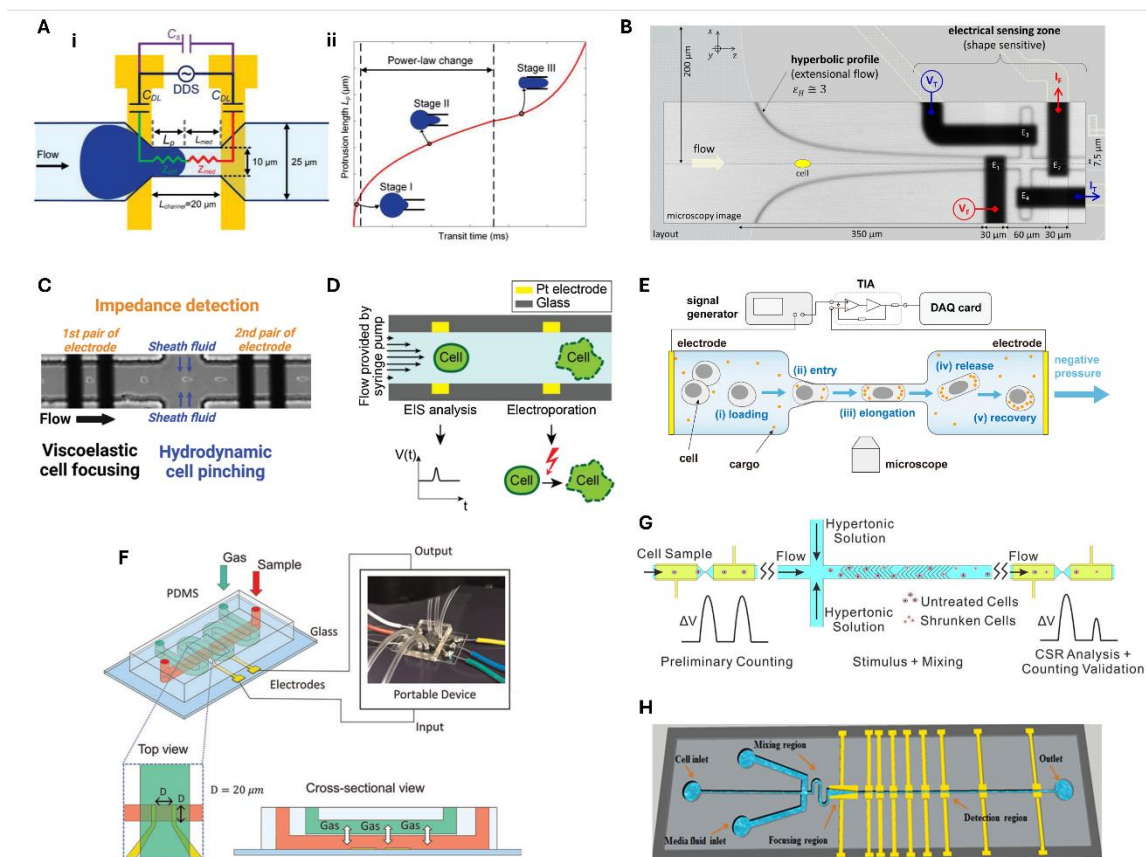 A
i
C_s
DDS
C_DL
C_DL
L_p
L_med
Flow
Z_med
10 μm
25 μm
L_channel=20 μm
ii
Protrusion length L_p (μm)
Power-law change
Stage I
Stage II
Stage III
Transit time (ms)
B
200 μm
x
y
z
hyperbolic profile
(extensional flow)
ε_H ≅ 3
electrical sensing zone
(shape sensitive)
V_T
I_F
flow
cell
E_1
E_2
E_3
E_4
7.5 μm
V_F
I_T
microscopy image
layout
350 μm
30 μm
60 μm
30 μm
C
Impedance detection
1st pair of
electrode
Sheath fluid
2nd pair of
electrode
Flow
Sheath fluid
Viscoelastic
cell focusing
Hydrodynamic
cell pinching
D
Pt electrode
Glass
Flow provided by
syringe pump
Cell
Cell
EIS analysis
Electroporation
V(t)
t
Cell
Cell
E
signal
generator
TIA
DAQ card
electrode
electrode
(i) loading
(ii) entry
(iii) elongation
(iv) release
(v) recovery
negative
pressure
cell
cargo
microscope
F
Gas
Sample
PDMS
Glass
Electrodes
Output
Portable Device
Input
Top view
D
D
D = 20 μm
Cross-sectional view
Gas
Gas
Gas
G
Cell Sample
Flow
Hypertonic
Solution
Flow
Hypertonic
Solution
Untreated Cells
Shrunken Cells
ΔV
Preliminary Counting
Stimulus + Mixing
ΔV
CSR Analysis +
Counting Validation
H
Cell inlet
Mixing region
Media fluid inlet
Focusing region
Detection region
Outlet